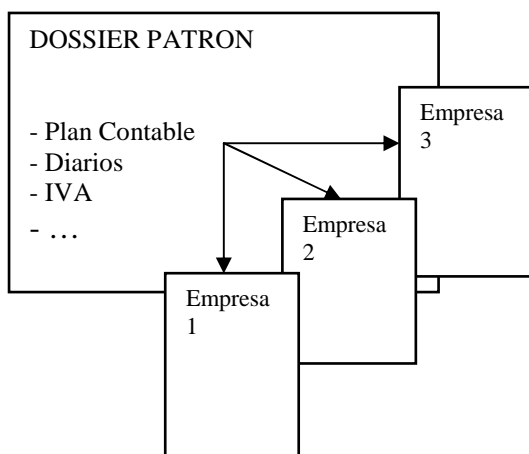 DOSSIER PATRON
- Plan Contable
- Diarios
- IVA
- …
Empresa
3
Empresa
2
Empresa
1